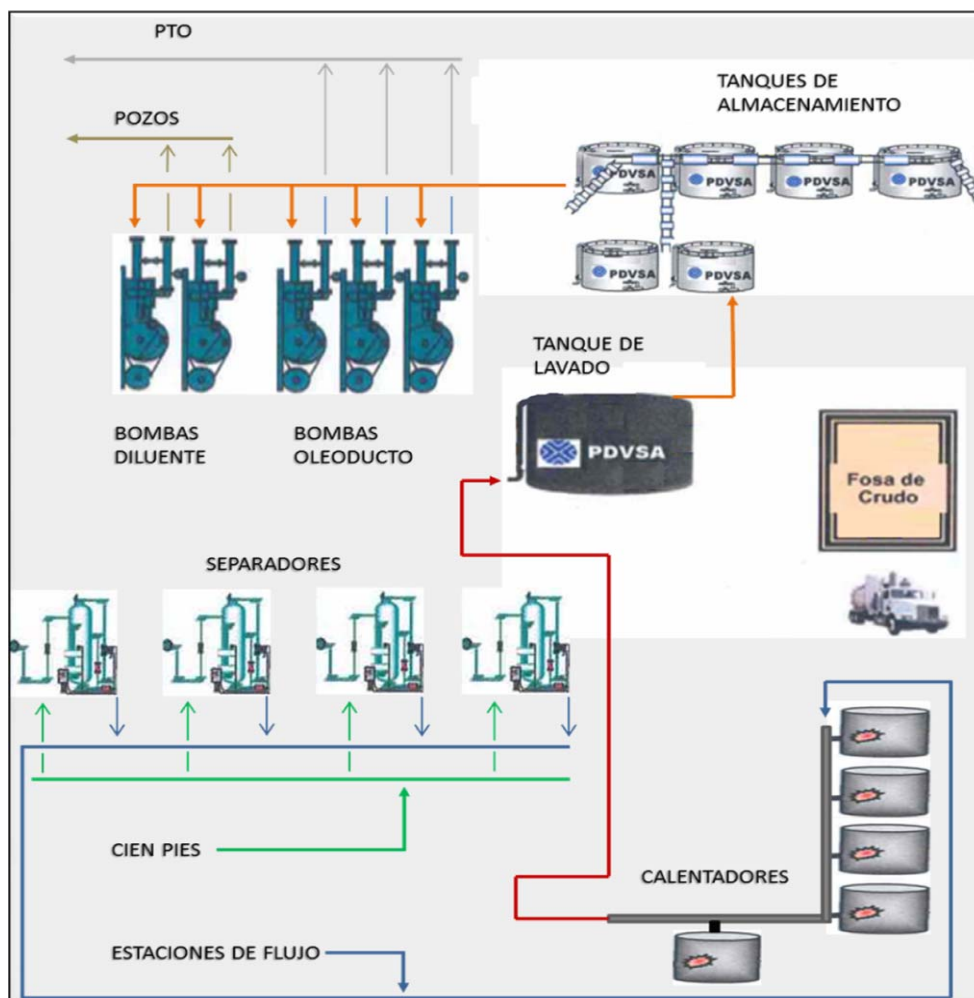 PTO
TANQUES DE
ALMACENAMIENTO
POZOS
PDVSA
PDVSA
PDVSA
PDVSA
PDVSA
PDVSA
TANQUE DE
LAVADO
PDVSA
BOMBAS
DILUENTE
BOMBAS
OLEODUCTO
Fosa de
Crudo
SEPARADORES
CIEN PIES
CALENTADORES
ESTACIONES DE FLUJO